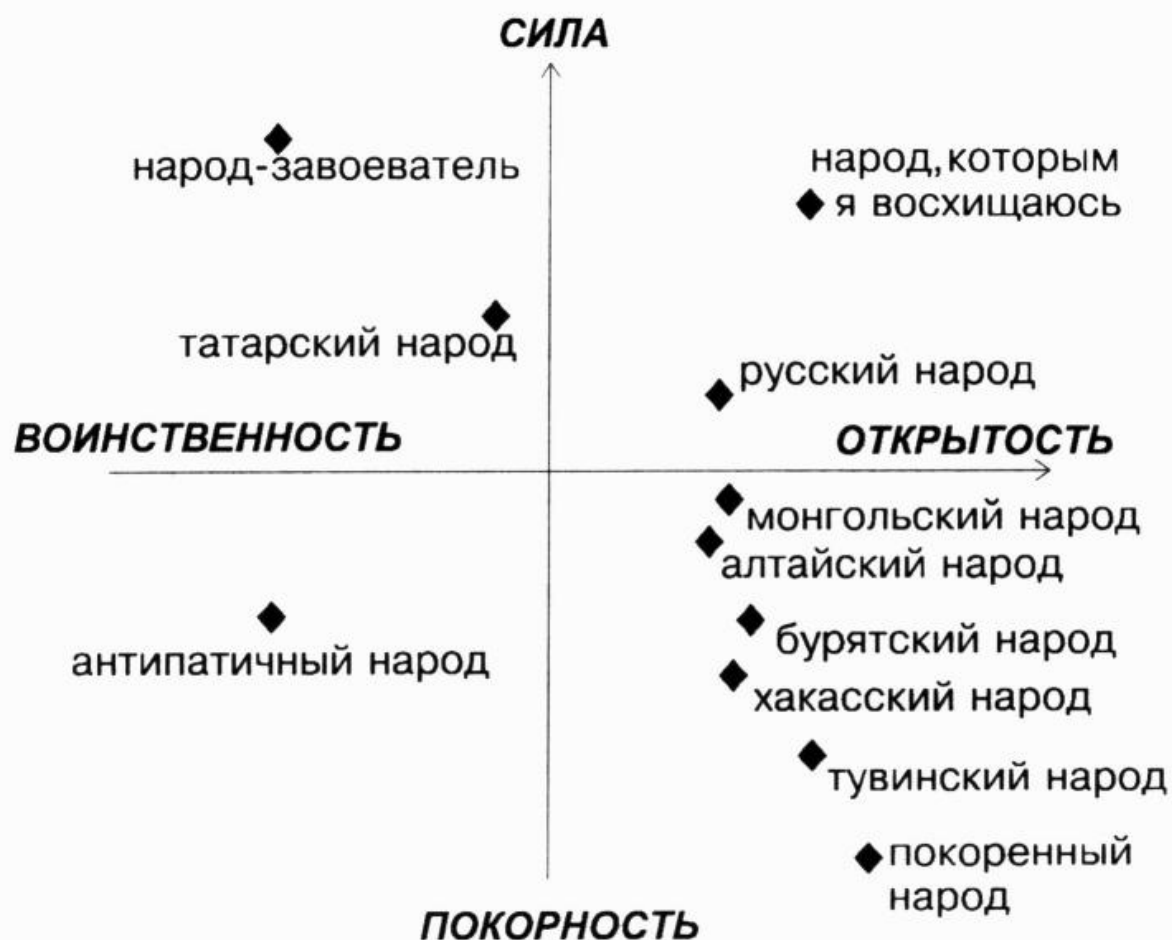 СИЛА
народ-завоеватель
народ, которым
я восхищаюсь
татарский народ
русский народ
ВОИНСТВЕННОСТЬ
ОТКРЫТОСТЬ
монгольский народ
алтайский народ
антипатичный народ
бурятский народ
хакасский народ
тувинский народ
покоренный
народ
ПОКОРНОСТЬ